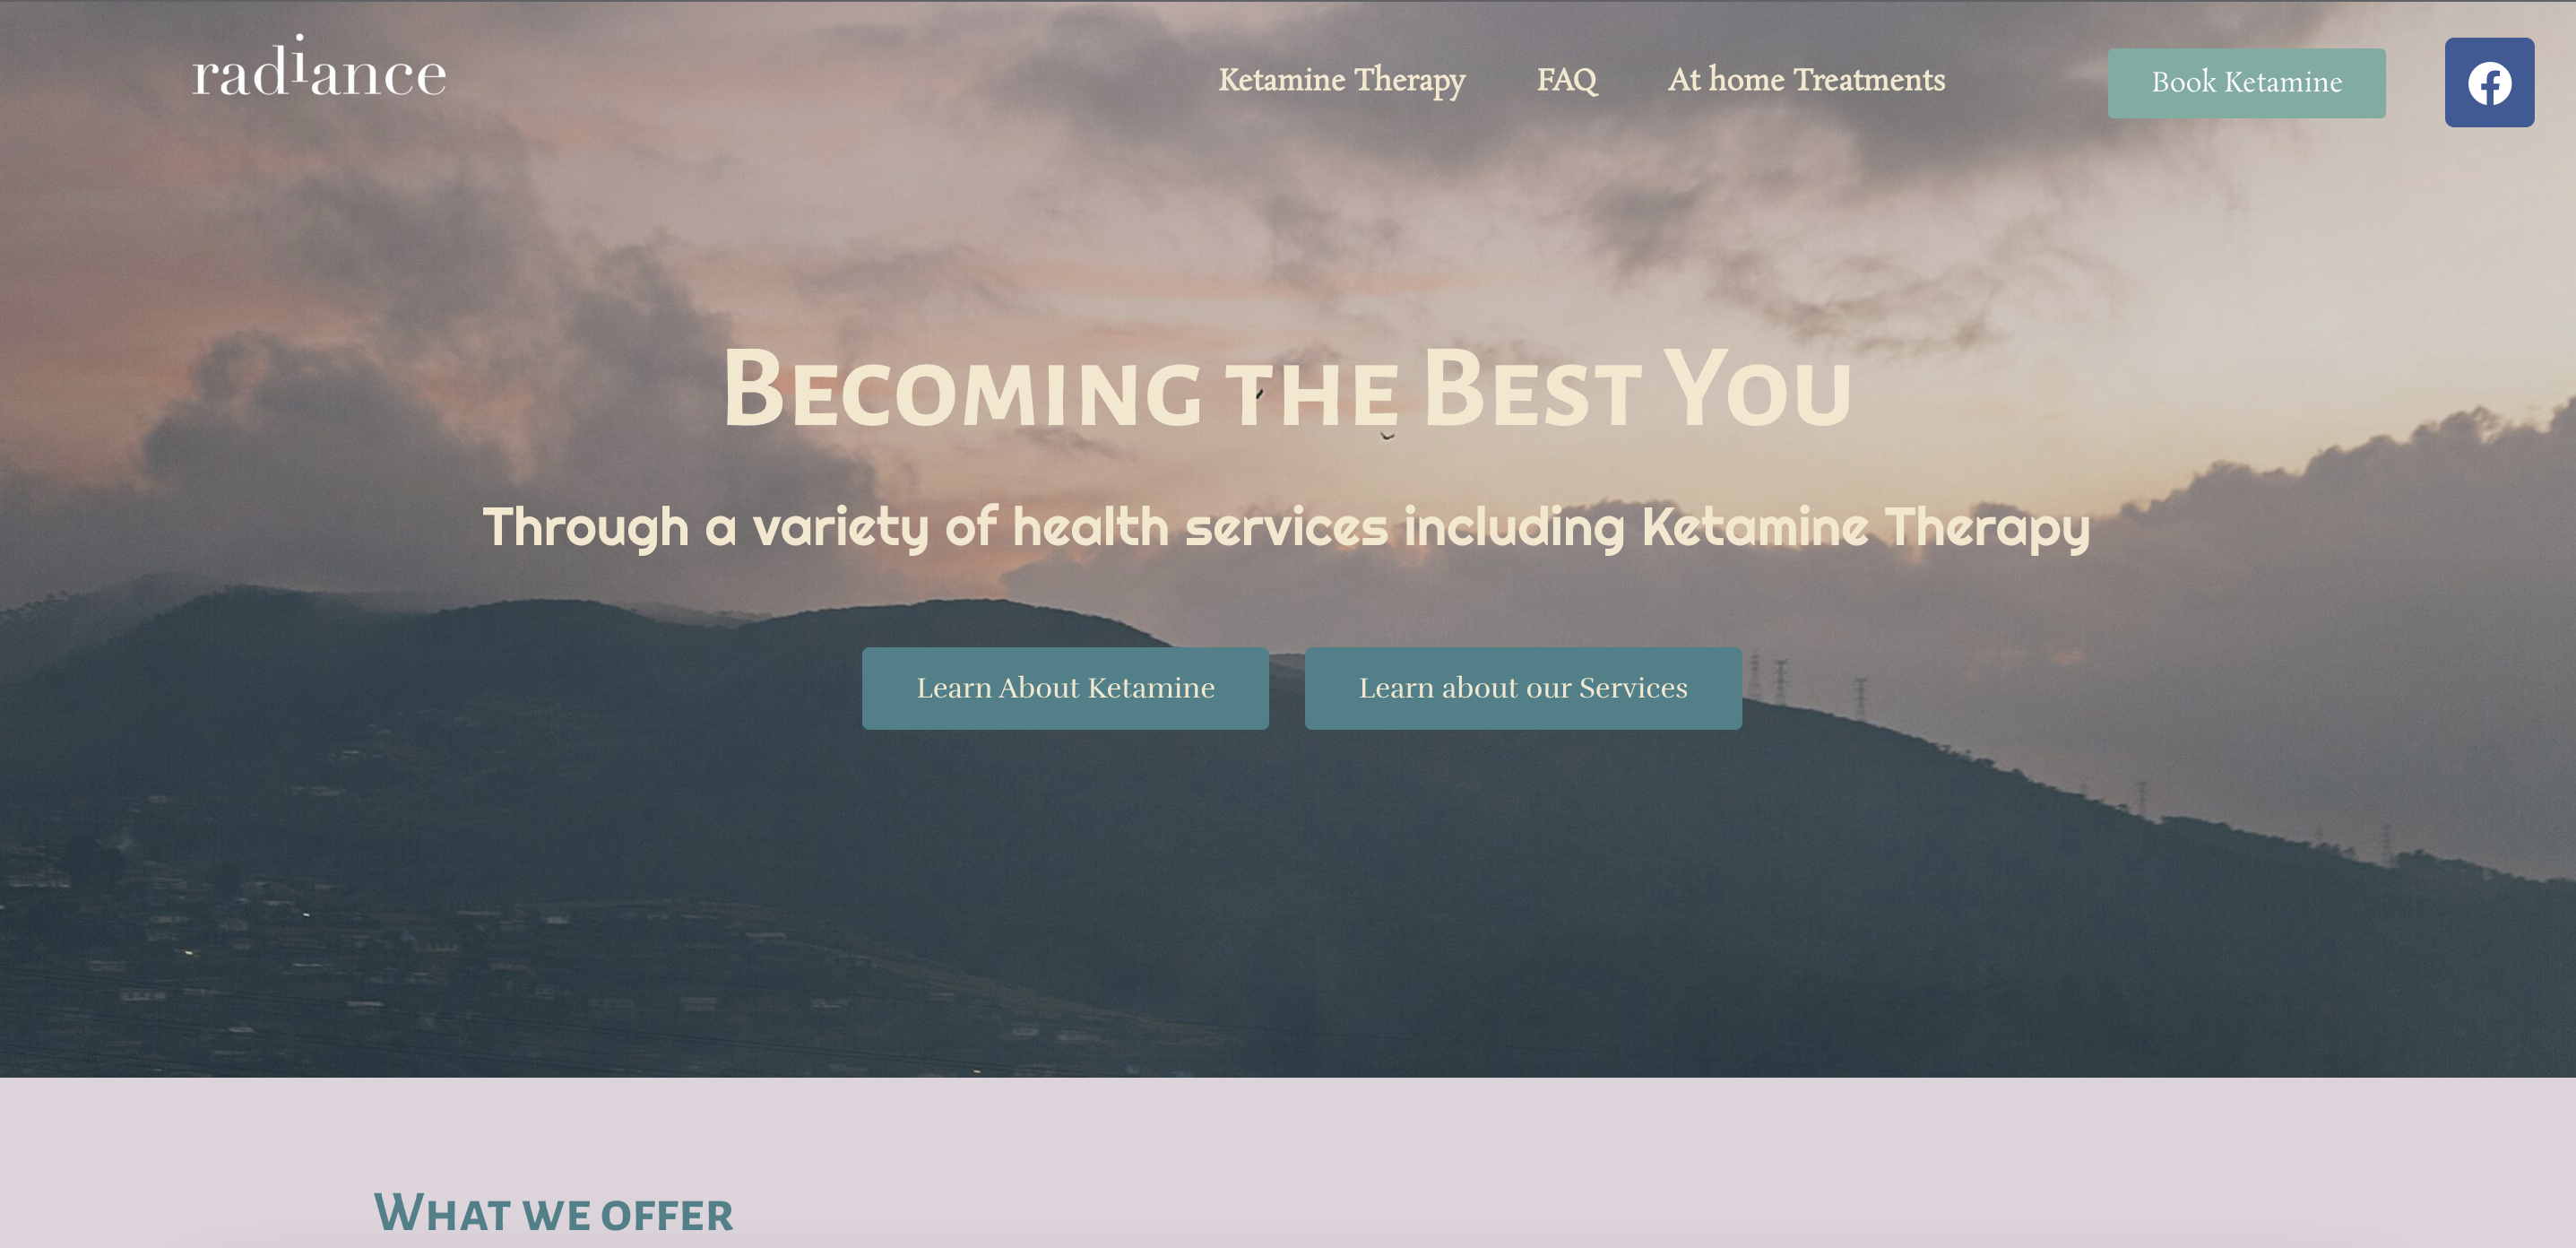 radiance
Ketamine Therapy
FAQ
At home Treatments
Book Ketamine
Becoming the Best You
Through a variety of health services including Ketamine Therapy
Learn About Ketamine
Learn about our Services
What we offer